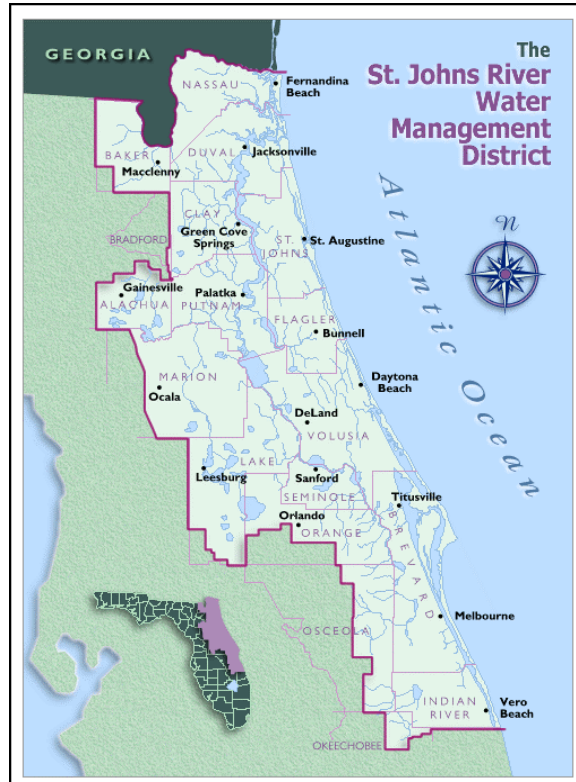 GEORGIA
The
St. Johns River
Water
Management
District
NASSAU
Fernandina
Beach
BAKER
DUVAL
Jacksonville
Macclenny
CLAY
Green Cove
Springs
BRADFORD
ST.
JOHNS
St. Augustine
N
Atlantic Ocean
Gainesville
ALACHUA
Palatka
PUTNAM
FLAGLER
Bunnell
MARION
Ocala
Daytona
Beach
DeLand
VOLUSIA
LAKE
Leesburg
Sanford
SEMINOLE
Titusville
Orlando
ORANGE
BREVARD
OSCEOLA
Melbourne
INDIAN
RIVER
Vero
Beach
OKEECHOBEE